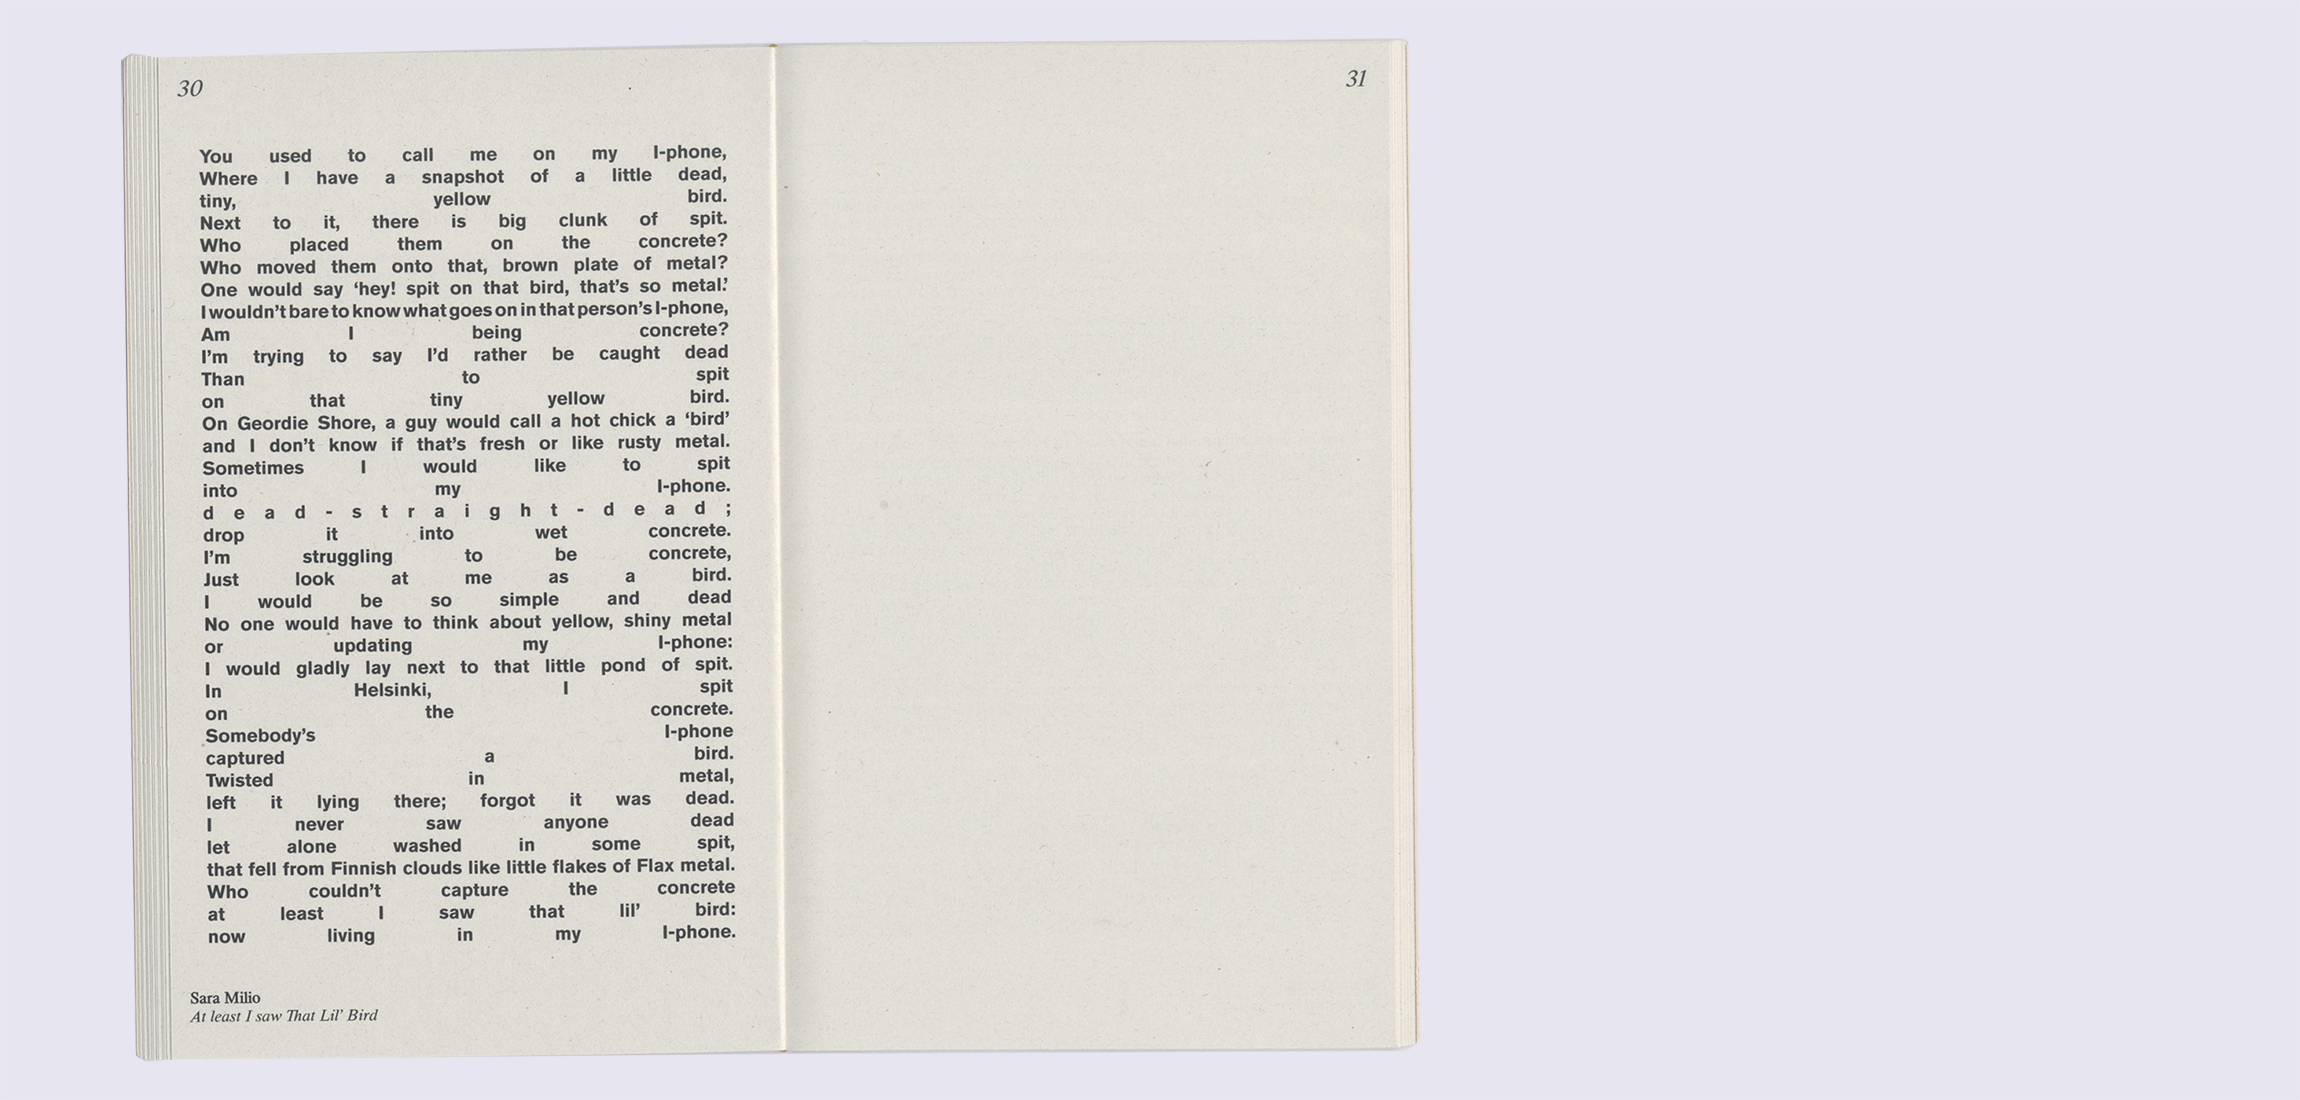 30
31
You used to call me on my I-phone,
Where I have a snapshot of a little dead,
tiny, yellow bird.
Next to it, there is big clunk of spit.
Who placed them on the concrete?
Who moved them onto that, brown plate of metal?
One would say ‘hey! spit on that bird, that’s so metal.’
I wouldn’t bare to know what goes on in that person’s I-phone,
Am I being concrete?
I’m trying to say I’d rather be caught dead
Than to spit
on that tiny yellow bird.
On Geordie Shore, a guy would call a hot chick a ‘bird’
and I don’t know if that’s fresh or like rusty metal.
Sometimes I would like to spit
into my I-phone.
dead-straight-dead;
drop it into wet concrete.
I’m struggling to be concrete,
Just look at me as a bird.
I would be so simple and dead
No one would have to think about yellow, shiny metal
or updating my I-phone:
I would gladly lay next to that little pond of spit.
In Helsinki, I spit
on the concrete.
Somebody’s I-phone
captured a bird.
Twisted in metal,
left it lying there; forgot it was dead.
I never saw anyone dead
let alone washed in some spit,
that fell from Finnish clouds like little flakes of Flax metal.
Who couldn’t capture the concrete
at least I saw that lil’ bird:
now living in my I-phone.
Sara Milio
At least I saw That Lil’ Bird